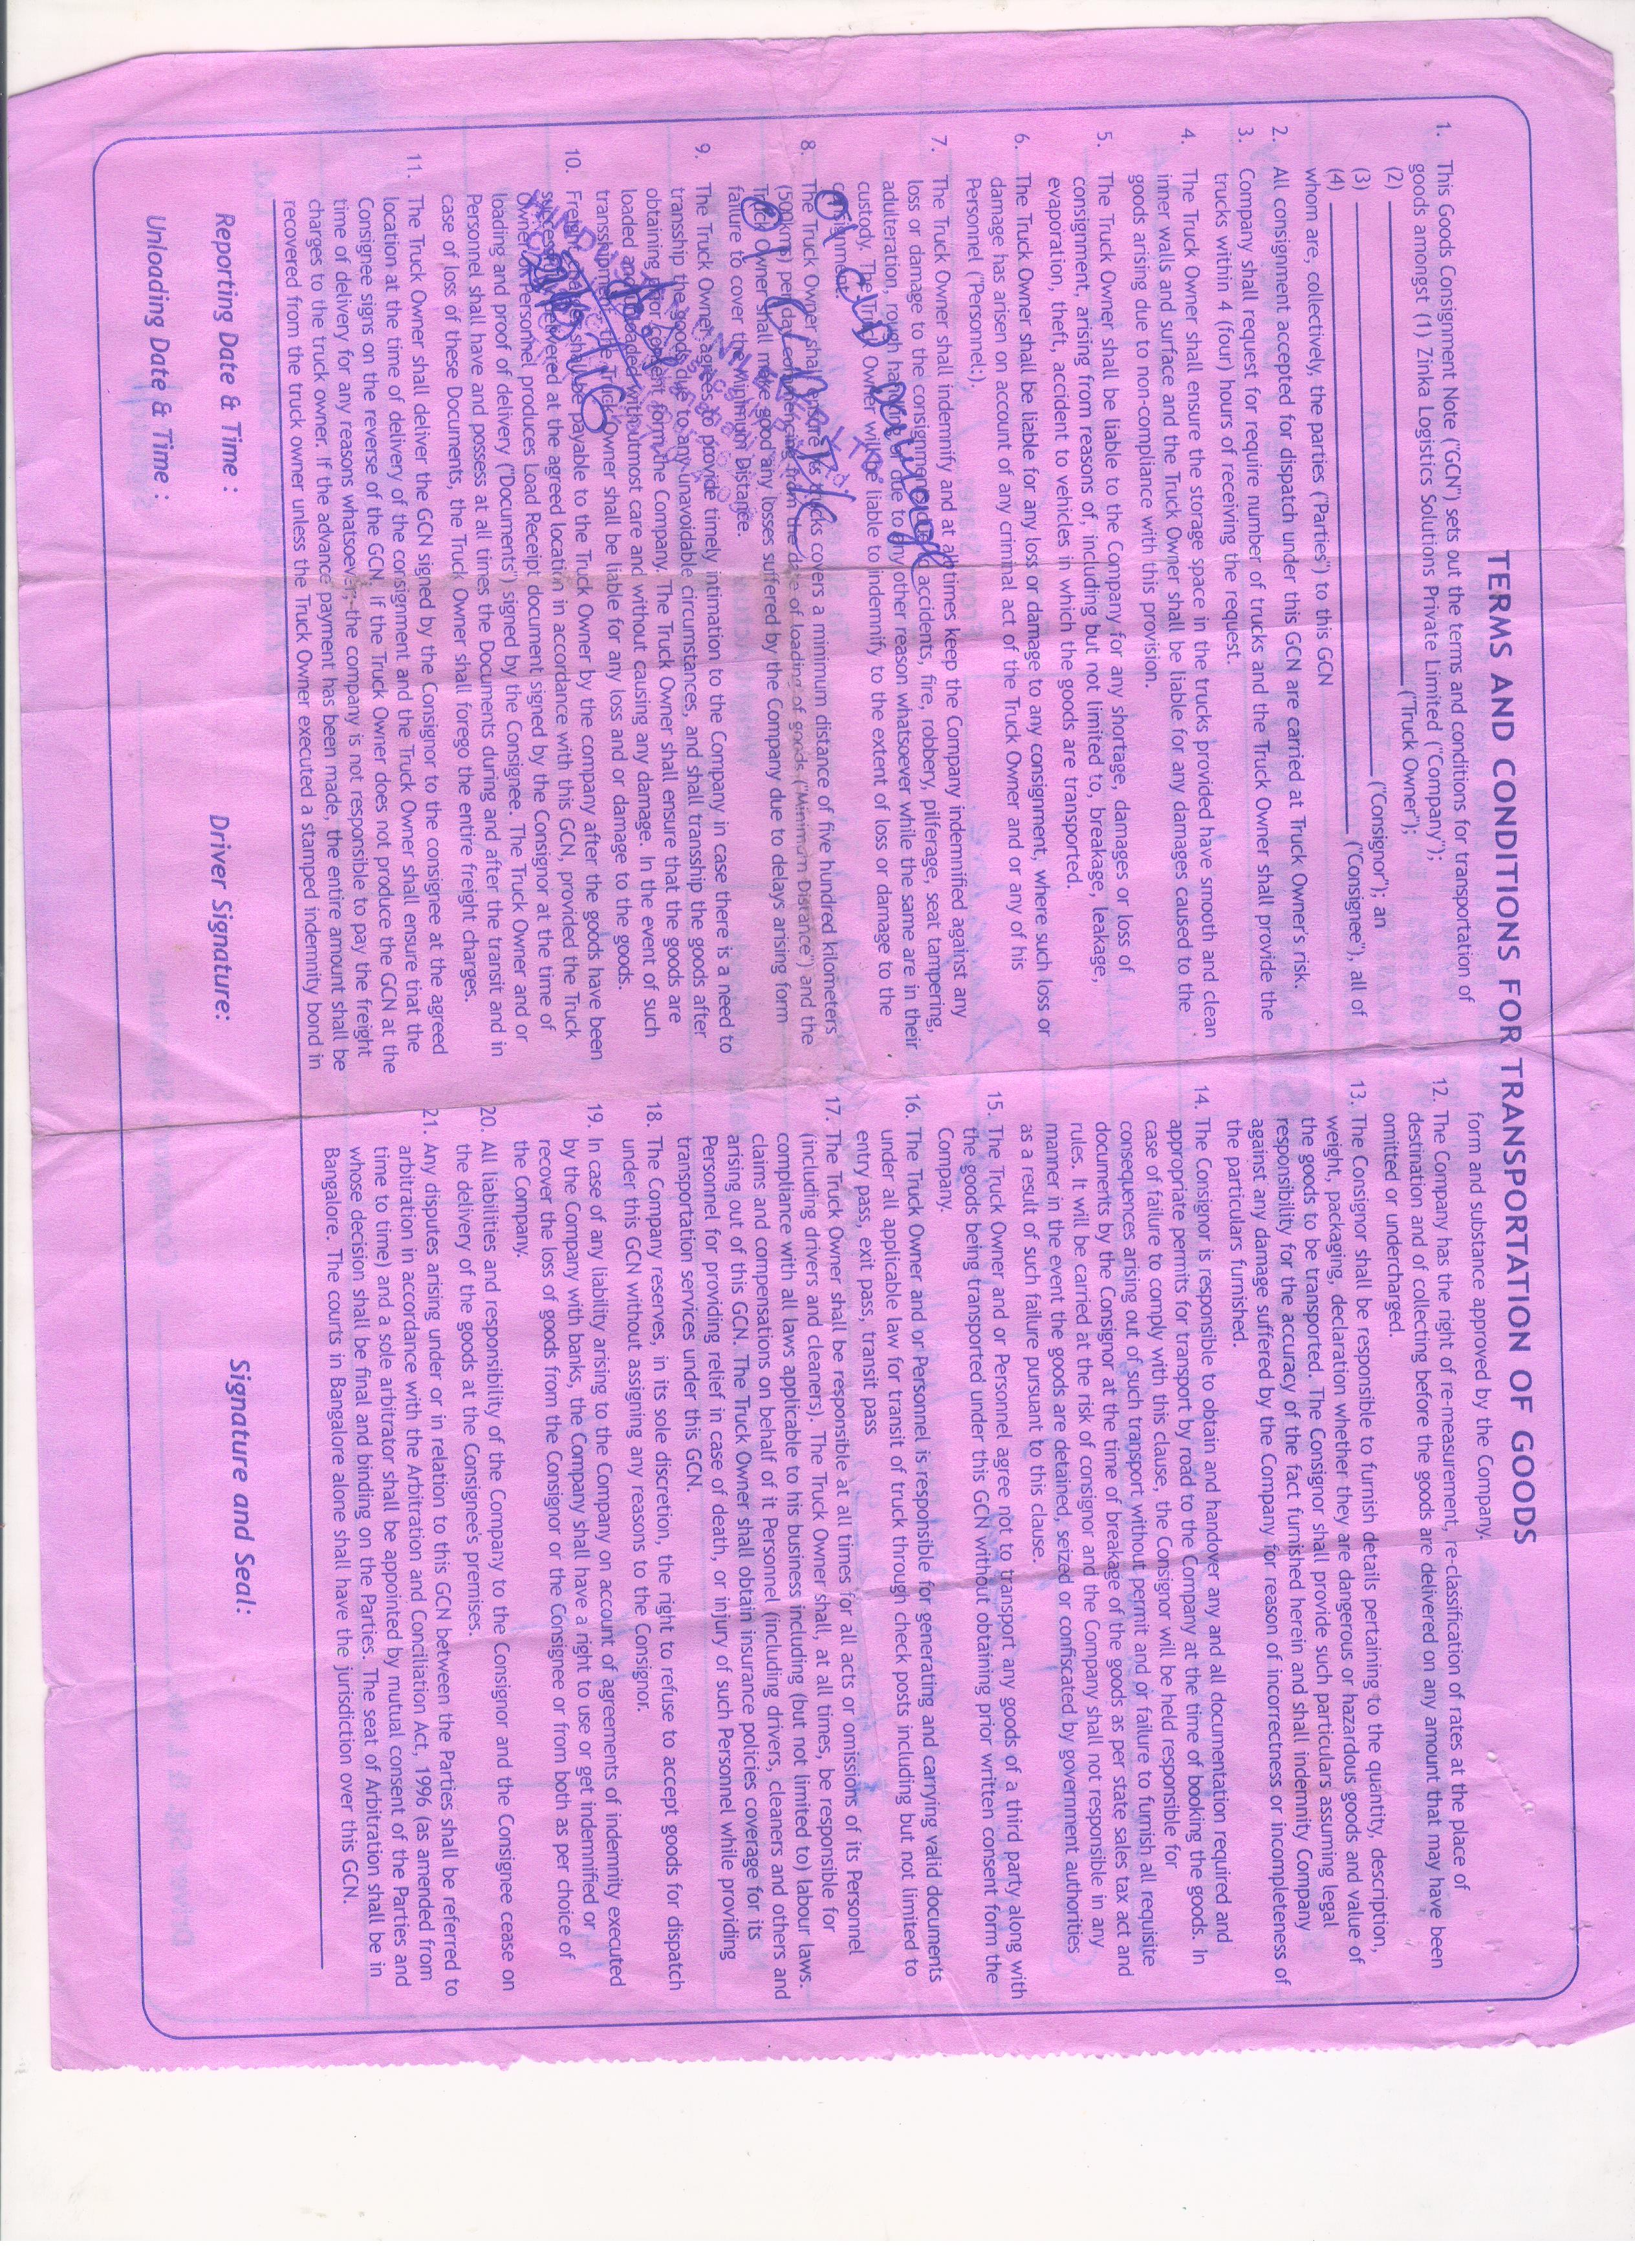 TERMS AND CONDITIONS FOR TRANSPORTATION OF GOODS
1. This Goods Consignment Note ("GCN") sets out the terms and conditions for transportation of
goods amongst (1) Zinka Logistics Solutions Private Limited ("Company");
(2) ("Truck Owner");
(3) ("Consignor"); an
(4) ("Consignee"), all of
whom are, collectively, the parties ("Parties") to this GCN
2. All consignment accepted for dispatch under this GCN are carried at Truck Owner's risk.
3. Company shall request for require number of trucks and the Truck Owner shall provide the
trucks within 4 (four) hours of receiving the request.
4. The Truck Owner shall ensure the storage space in the trucks provided have smooth and clean
inner walls and surface and the Truck Owner shall be liable for any damages caused to the
goods arising due to non-compliance with this provision.
5. The Truck Owner shall be liable to the Company for any shortage, damages or loss of
consignment, arising from reasons of, including but not limited to, breakage, leakage,
evaporation, theft, accident to vehicles in which the goods are transported.
6. The Truck Owner shall be liable for any loss or damage to any consignment, where such loss or
damage has arisen on account of any criminal act of the Truck Owner and or any of his
Personnel ("Personnel:),
7. The Truck Owner shall indemnify and at all times keep the Company indemnified against any
loss or damage to the consignment due to accidents, fire, robbery, pilferage, seat tampering,
adulteration, rough due to any other reason whatsoever while the same are in their
custody. The Truck Owner will be liable to indemnify to the extent of loss or damage to the
consignment.
8. The Truck Owner shall trucks covers a minimum distance of five hundred kilometers
(500kms) per day commencing from the date of loading of goods ("Minimum Distance") and the
Truck Owner shall make good any losses suffered by the Company due to delays arising form
failure to cover the Minimum Distance.
9. The Truck Owner agrees to provide timely intimation to the Company in case there is a need to
transship the goods due to any unavoidable circumstances, and shall transship the goods after
obtaining prior consent form the Company. The Truck Owner shall ensure that the goods are
loaded and unloaded with utmost care and without causing any damage. In the event of such
transshipment the Truck Owner shall be liable for any loss and or damage to the goods.
10. Freight shall be payable to the Truck Owner by the company after the goods have been
delivered at the agreed location in accordance with this GCN, provided the Truck
Owner Personnel produces Load Receipt document signed by the Consignor at the time of
loading and proof of delivery ("Documents") signed by the Consignee. The Truck Owner and or
Personnel shall have and possess at all times the Documents during and after the transit and in
case of loss of these Documents, the Truck Owner shall forego the entire freight charges.
11. The Truck Owner shall deliver the GCN signed by the Consignor to the consignee at the agreed
location at the time of delivery of the consignment and the Truck Owner shall ensure that the
Consignee signs on the reverse of the GCN. If the Truck Owner does not produce the GCN at the
time of delivery for any reasons whatsoever, the company is not responsible to pay the freight
charges to the truck owner. If the advance payment has been made, the entire amount shall be
recovered from the truck owner unless the Truck Owner executed a stamped indemnity bond in
form and substance approved by the Company.
12. The Company has the right of re-measurement, re-classification of rates at the place of
destination and of collecting before the goods are delivered on any amount that may have been
omitted or undercharged.
13. The Consignor shall be responsible to furnish details pertaining to the quantity, description,
weight, packaging, declaration whether they are dangerous or hazardous goods and value of
the goods to be transported. The Consignor shall provide such particulars assuming legal
responsibility for the accuracy of the fact furnished herein and shall indemnity Company
against any damage suffered by the Company for reason of incorrectness or incompleteness of
the particulars furnished.
14. The Consignor is responsible to obtain and handover any and all documentation required and
appropriate permits for transport by road to the Company at the time of booking the goods. In
case of failure to comply with this clause, the Consignor will be held responsible for
consequences arising out of such transport without permit and or failure to furnish all requisite
documents by the Consignor at the time of breakage of the goods as per state sales tax act and
rules. It will be carried at the risk of consignor and the Company shall not responsible in any
manner in the event the goods are detained, seized or confiscated by government authorities
as a result of such failure pursuant to this clause.
15. The Truck Owner and or Personnel agree not to transport any goods of a third party along with
the goods being transported under this GCN without obtaining prior written consent form the
Company.
16. The Truck Owner and or Personnel is responsible for generating and carrying valid documents
under all applicable law for transit of truck through check posts including but not limited to
entry pass, exit pass, transit pass
17. The Truck Owner shall be responsible at all times for all acts or omissions of its Personnel
(including drivers and cleaners). The Truck Owner shall, at all times, be responsible for
compliance with all laws applicable to his business including (but not limited to) labour laws.
claims and compensations on behalf of it Personnel (including drivers, cleaners and others and
arising out of this GCN. The Truck Owner shall obtain insurance policies coverage for its
Personnel for providing relief in case of death, or injury of such Personnel while providing
transportation services under this GCN.
18. The Company reserves, in its sole discretion, the right to refuse to accept goods for dispatch
under this GCN without assigning any reasons to the Consignor.
19. In case of any liability arising to the Company on account of agreements of indemnity executed
by the Company with banks, the Company shall have a right to use or get indemnified or
recover the loss of goods from the Consignor or the Consignee or from both as per choice of
the Company.
20. All liabilities and responsibility of the Company to the Consignor and the Consignee cease on
the delivery of the goods at the Consignee's premises.
21. Any disputes arising under or in relation to this GCN between the Parties shall be referred to
arbitration in accordance with the Arbitration and Conciliation Act, 1996 (as amended from
time to time) and a sole arbitrator shall be appointed by mutual consent of the Parties and
whose decision shall be final and binding on the Parties. The seat of Arbitration shall be in
Bangalore. The courts in Bangalore alone shall have the jurisdiction over this GCN.
Reporting Date & Time :
Driver Signature:
Signature and Seal:
Unloading Date & Time :